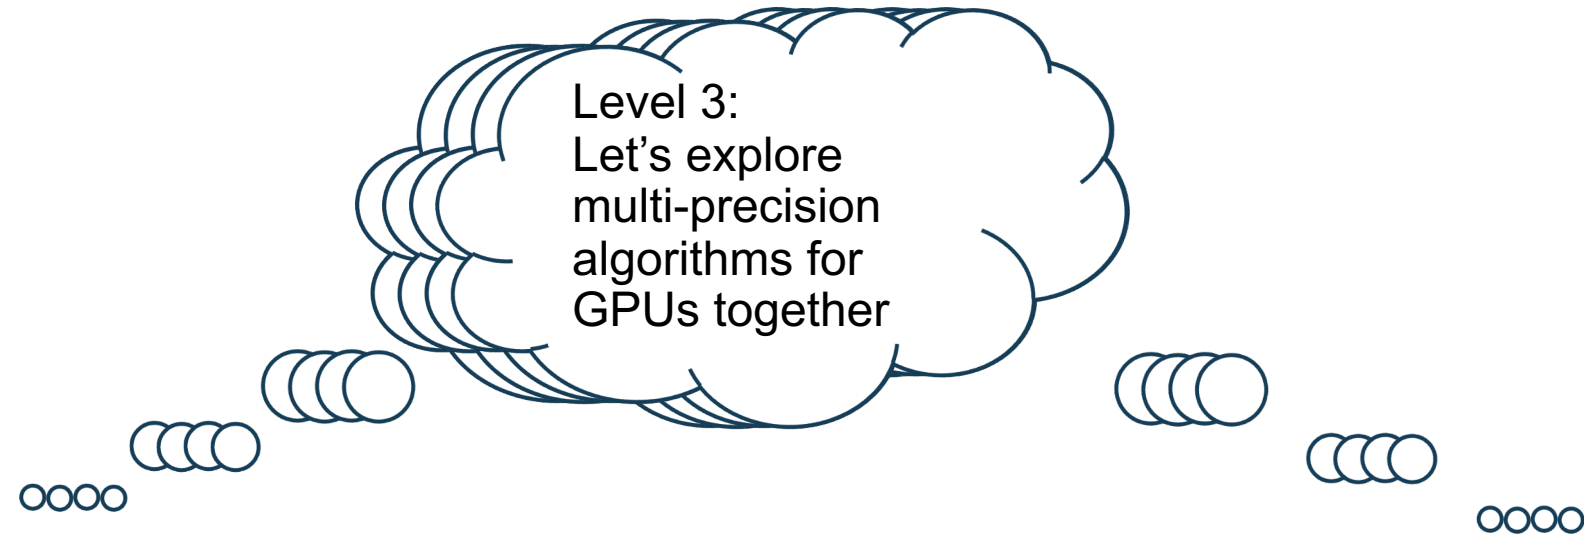 Level 3:
Let’s explore
multi-precision
algorithms for
GPUs together